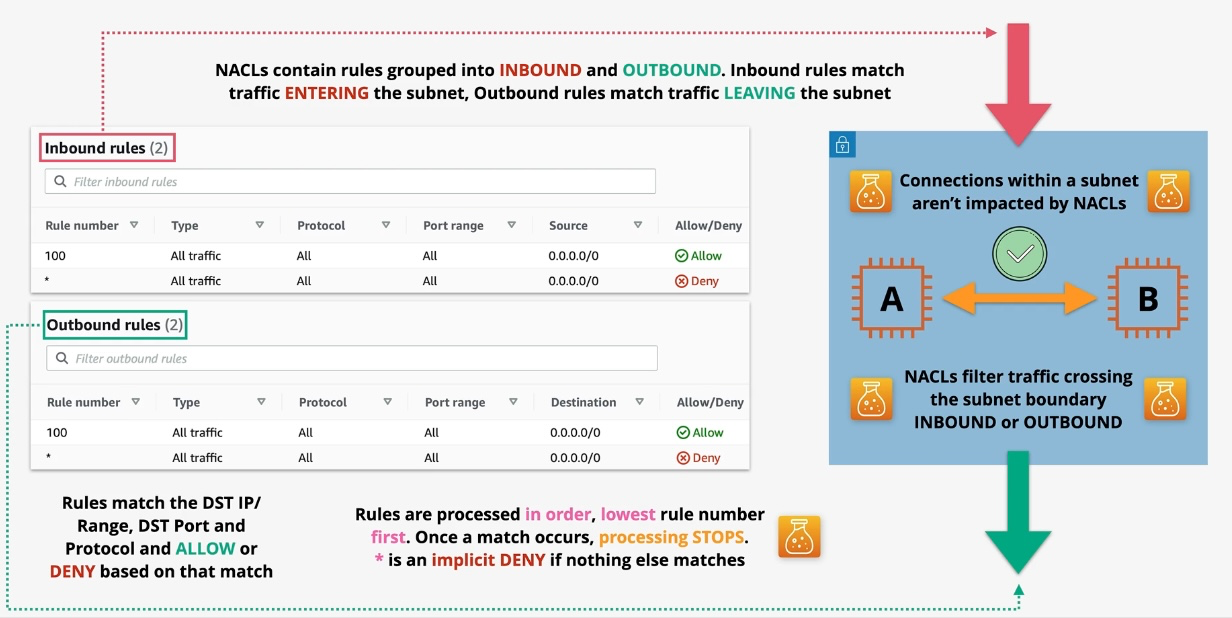 NACLs contain rules grouped into INBOUND and OUTBOUND. Inbound rules match
traffic ENTERING the subnet, Outbound rules match traffic LEAVING the subnet
Inbound rules (2)
Filter inbound rules
Rule number Type Protocol Port range Source Allow/Deny
100 All traffic All All 0.0.0.0/0 Allow
* All traffic All All 0.0.0.0/0 Deny
Outbound rules (2)
Filter outbound rules
Rule number Type Protocol Port range Destination Allow/Deny
100 All traffic All All 0.0.0.0/0 Allow
* All traffic All All 0.0.0.0/0 Deny
Connections within a subnet
aren't impacted by NACLs
A B
NACLs filter traffic crossing
the subnet boundary
INBOUND or OUTBOUND
Rules match the DST IP/
Range, DST Port and
Protocol and ALLOW or
DENY based on that match
Rules are processed in order, lowest rule number
first. Once a match occurs, processing STOPS.
* is an implicit DENY if nothing else matches